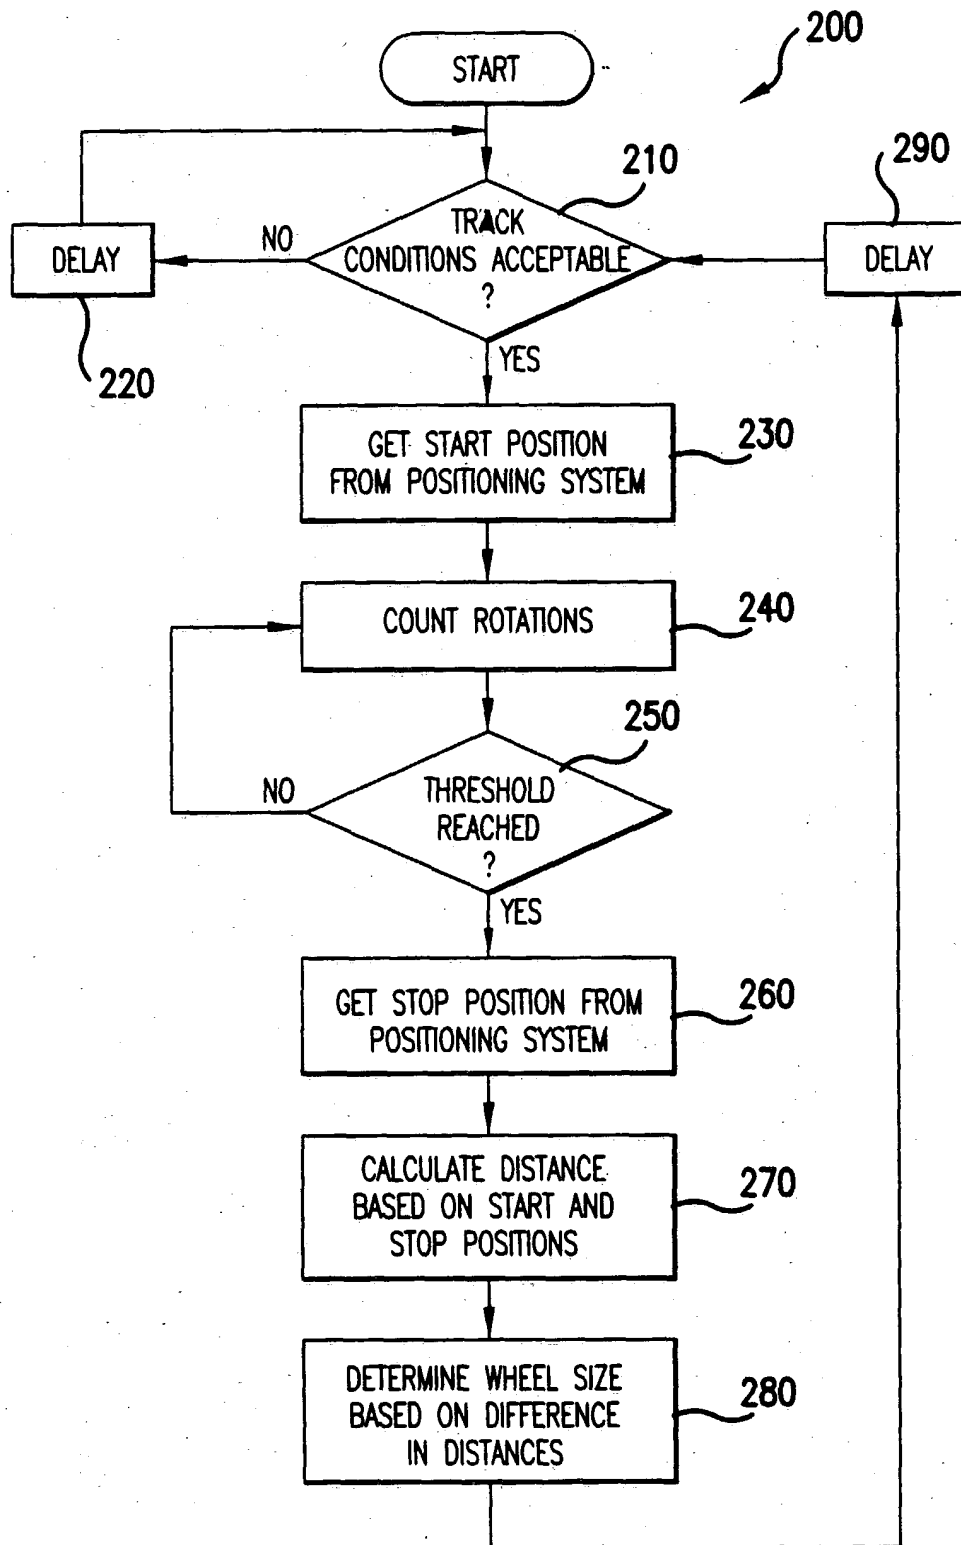 200
START
210
290
TRACK
CONDITIONS ACCEPTABLE
?
NO
DELAY
DELAY
220
YES
GET START POSITION
FROM POSITIONING SYSTEM
230
COUNT ROTATIONS
240
250
THRESHOLD
REACHED
?
NO
YES
GET STOP POSITION FROM
POSITIONING SYSTEM
260
CALCULATE DISTANCE
BASED ON START AND
STOP POSITIONS
270
DETERMINE WHEEL SIZE
BASED ON DIFFERENCE
IN DISTANCES
280